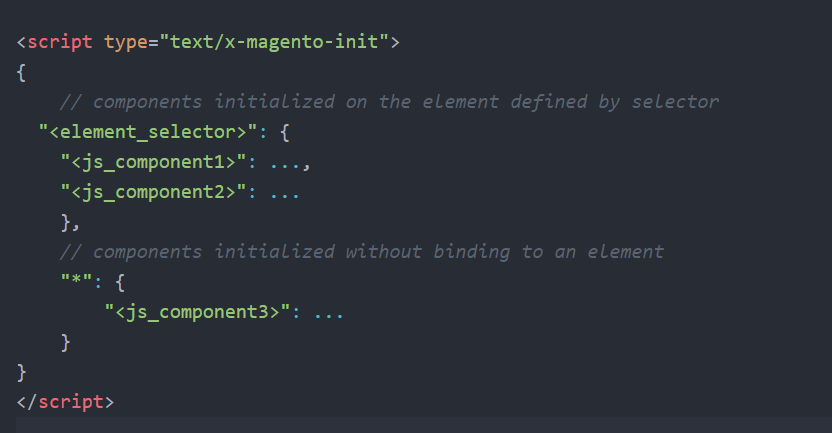 <script type="text/x-magento-init">
{
    // components initialized on the element defined by selector
  "<element_selector>": {
    "<js_component1>": ...,
    "<js_component2>": ...
    },
    // components initialized without binding to an element
    "*": {
        "<js_component3>": ...
    }
}
</script>